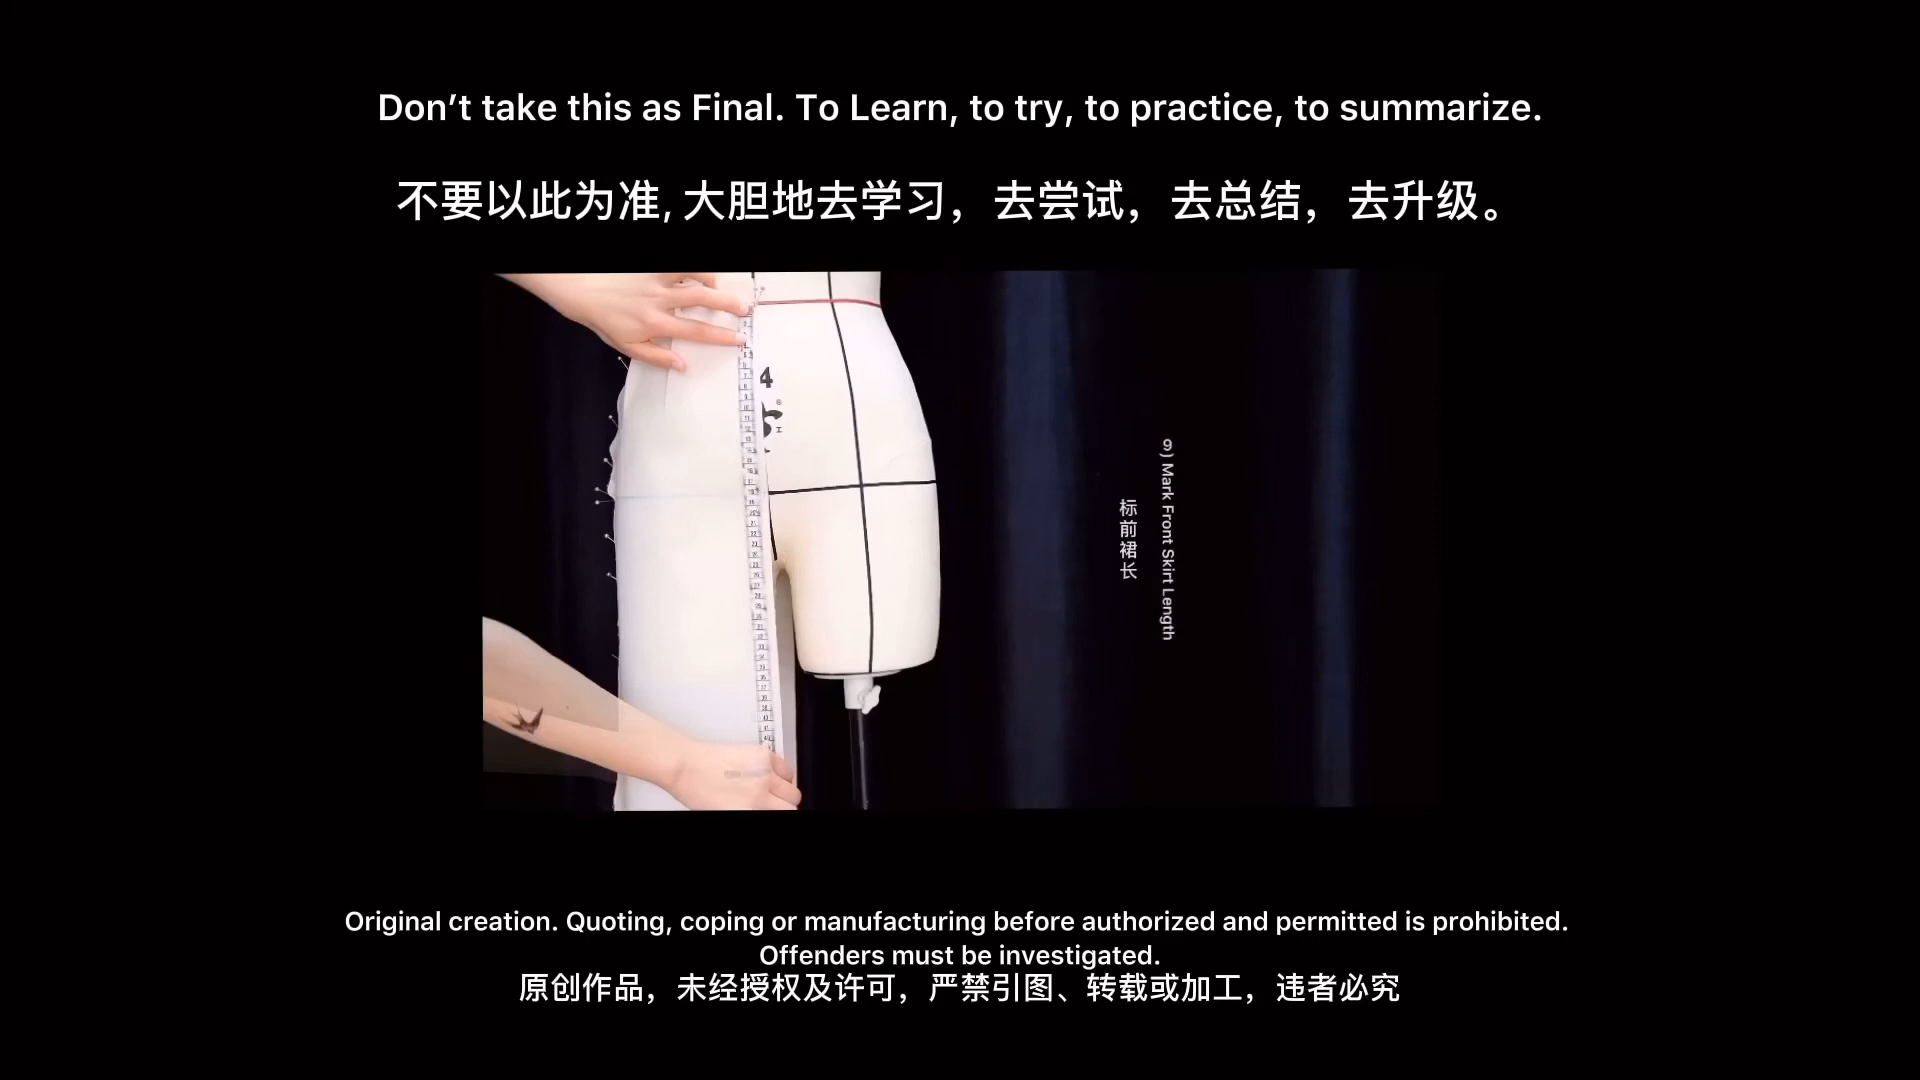 Don’t take this as Final. To Learn, to try, to practice, to summarize.
不要以此为准, 大胆地去学习，去尝试，去总结，去升级。
4
9) Mark Front Skirt Length
标前裙长
Original creation. Quoting, coping or manufacturing before authorized and permitted is prohibited.
Offenders must be investigated.
原创作品，未经授权及许可，严禁引图、转载或加工，违者必究